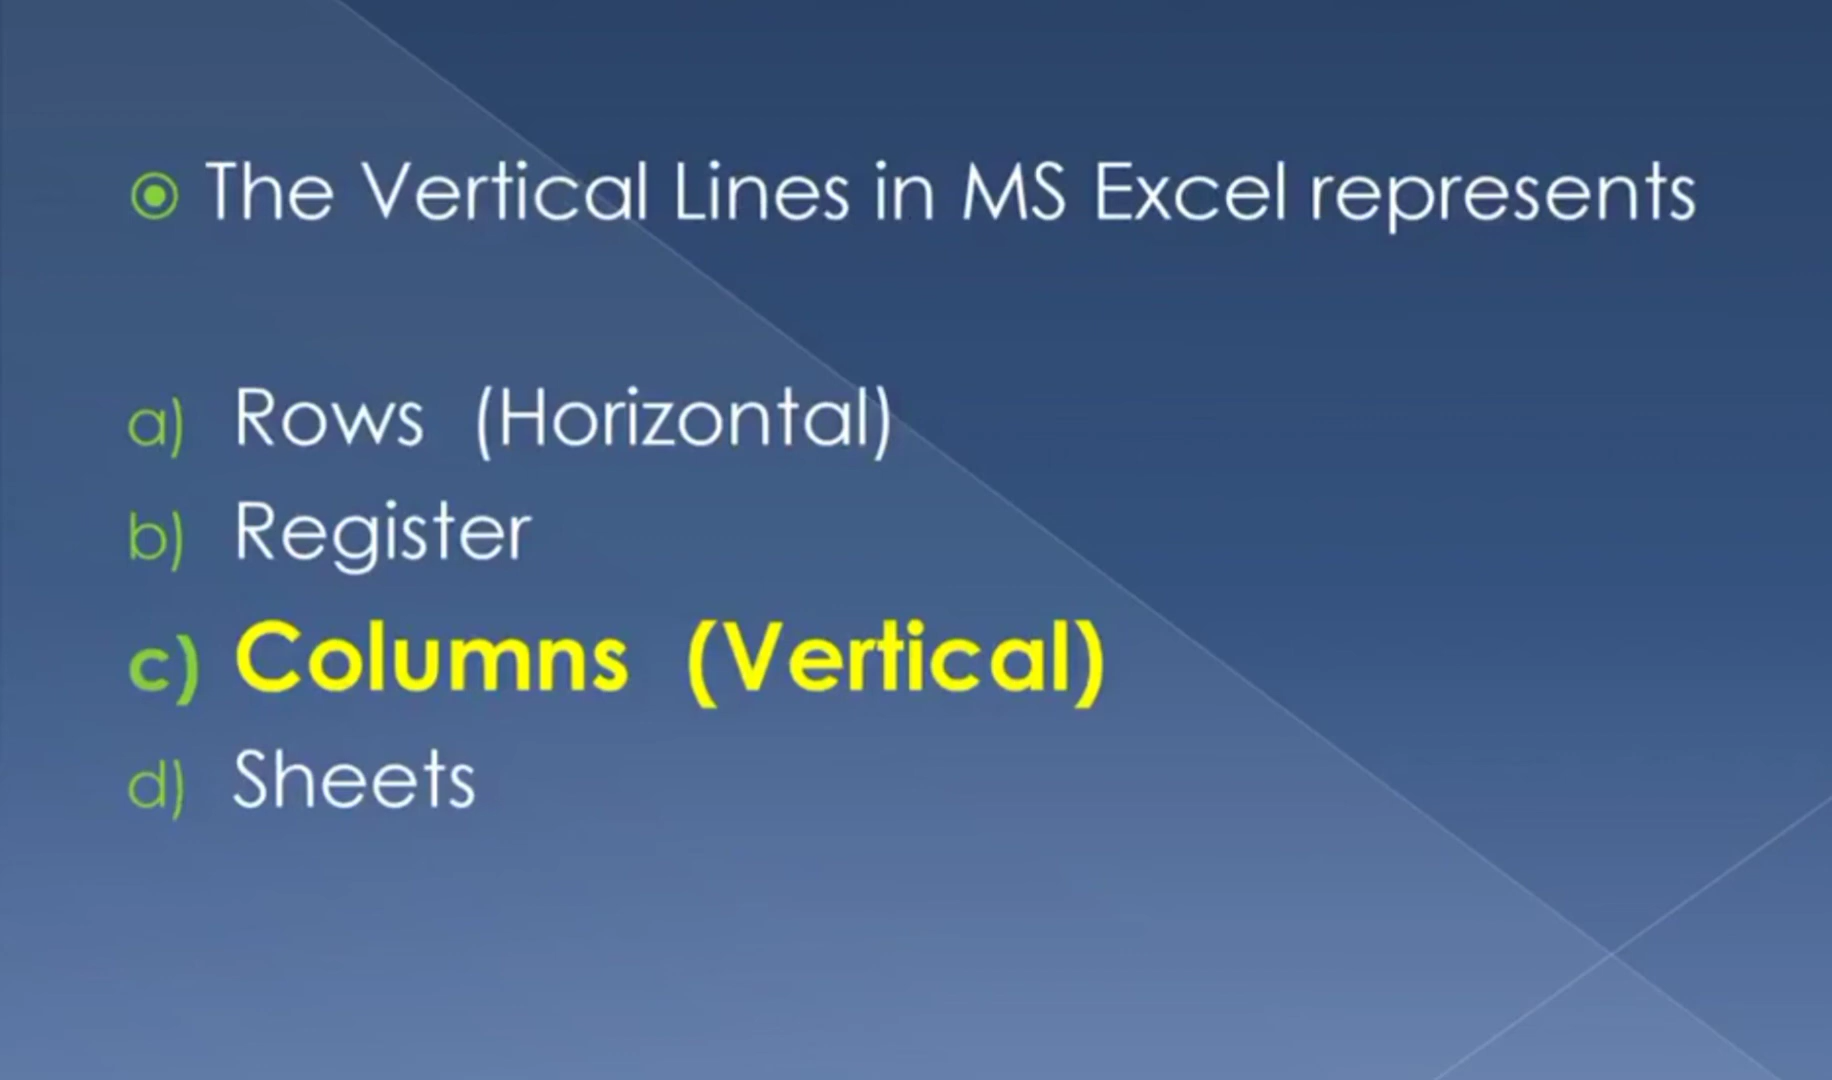 The Vertical Lines in MS Excel represents
a) Rows (Horizontal)
b) Register
c) Columns (Vertical)
d) Sheets